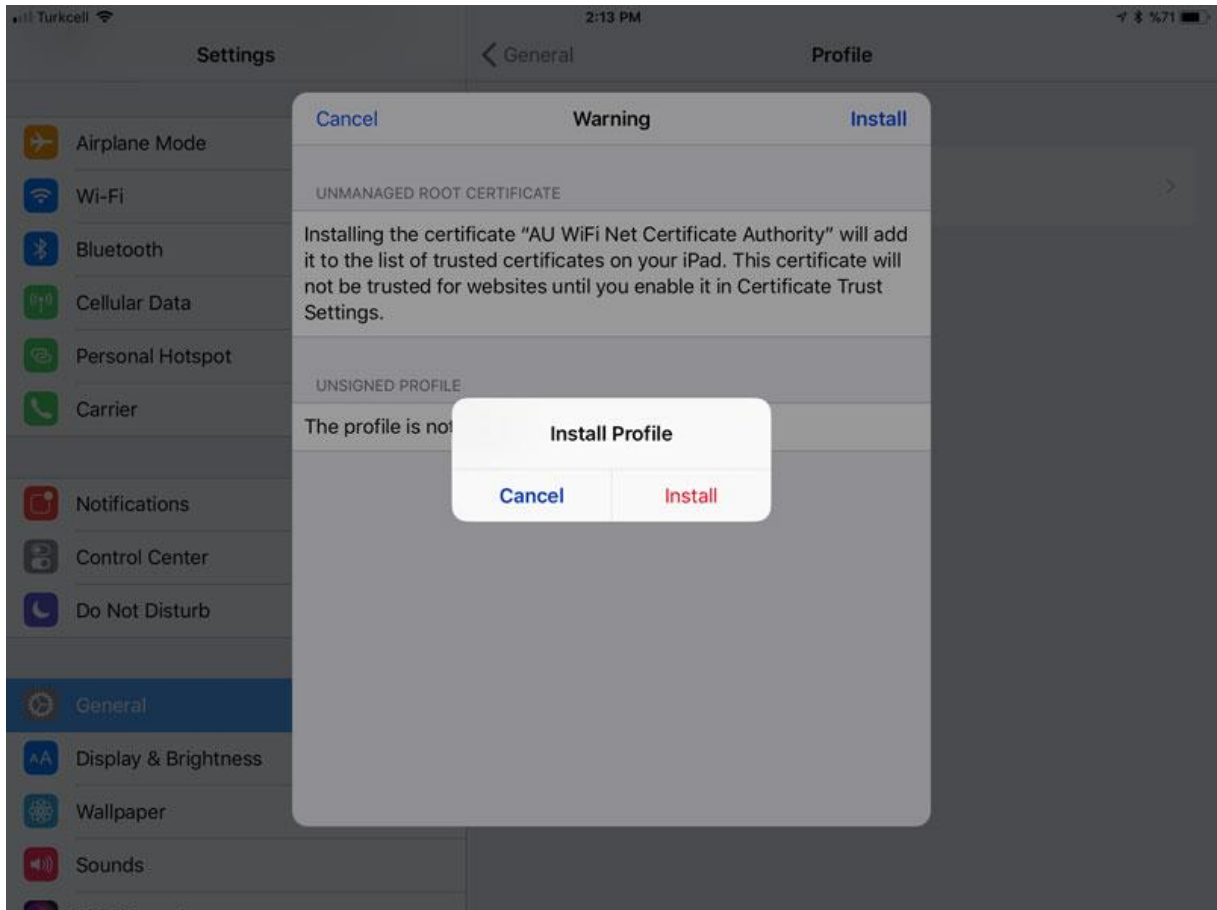 Turkcell
2:13 PM
%71
Settings
General
Profile
Cancel
Warning
Install
Airplane Mode
Wi-Fi
Bluetooth
Cellular Data
Personal Hotspot
Carrier
Notifications
Control Center
Do Not Disturb
General
Display & Brightness
Wallpaper
Sounds
UNMANAGED ROOT CERTIFICATE
Installing the certificate “AU WiFi Net Certificate Authority” will add
it to the list of trusted certificates on your iPad. This certificate will
not be trusted for websites until you enable it in Certificate Trust
Settings.
UNSIGNED PROFILE
The profile is not
Install Profile
Cancel
Install